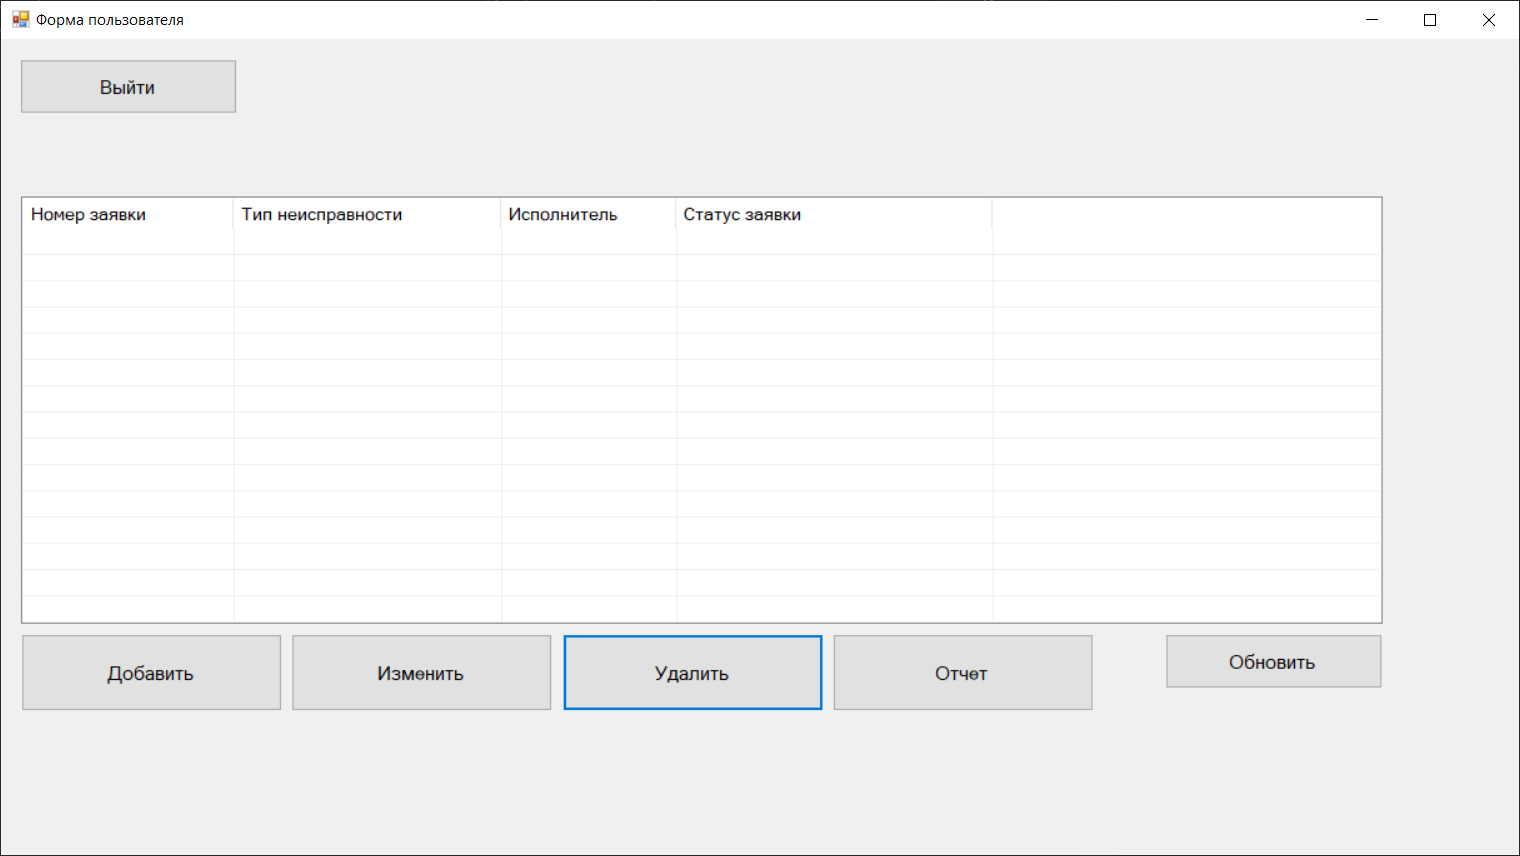 Форма пользователя
Выйти
Номер заявки Тип неисправности Исполнитель Статус заявки
Добавить Изменить Удалить Отчет Обновить